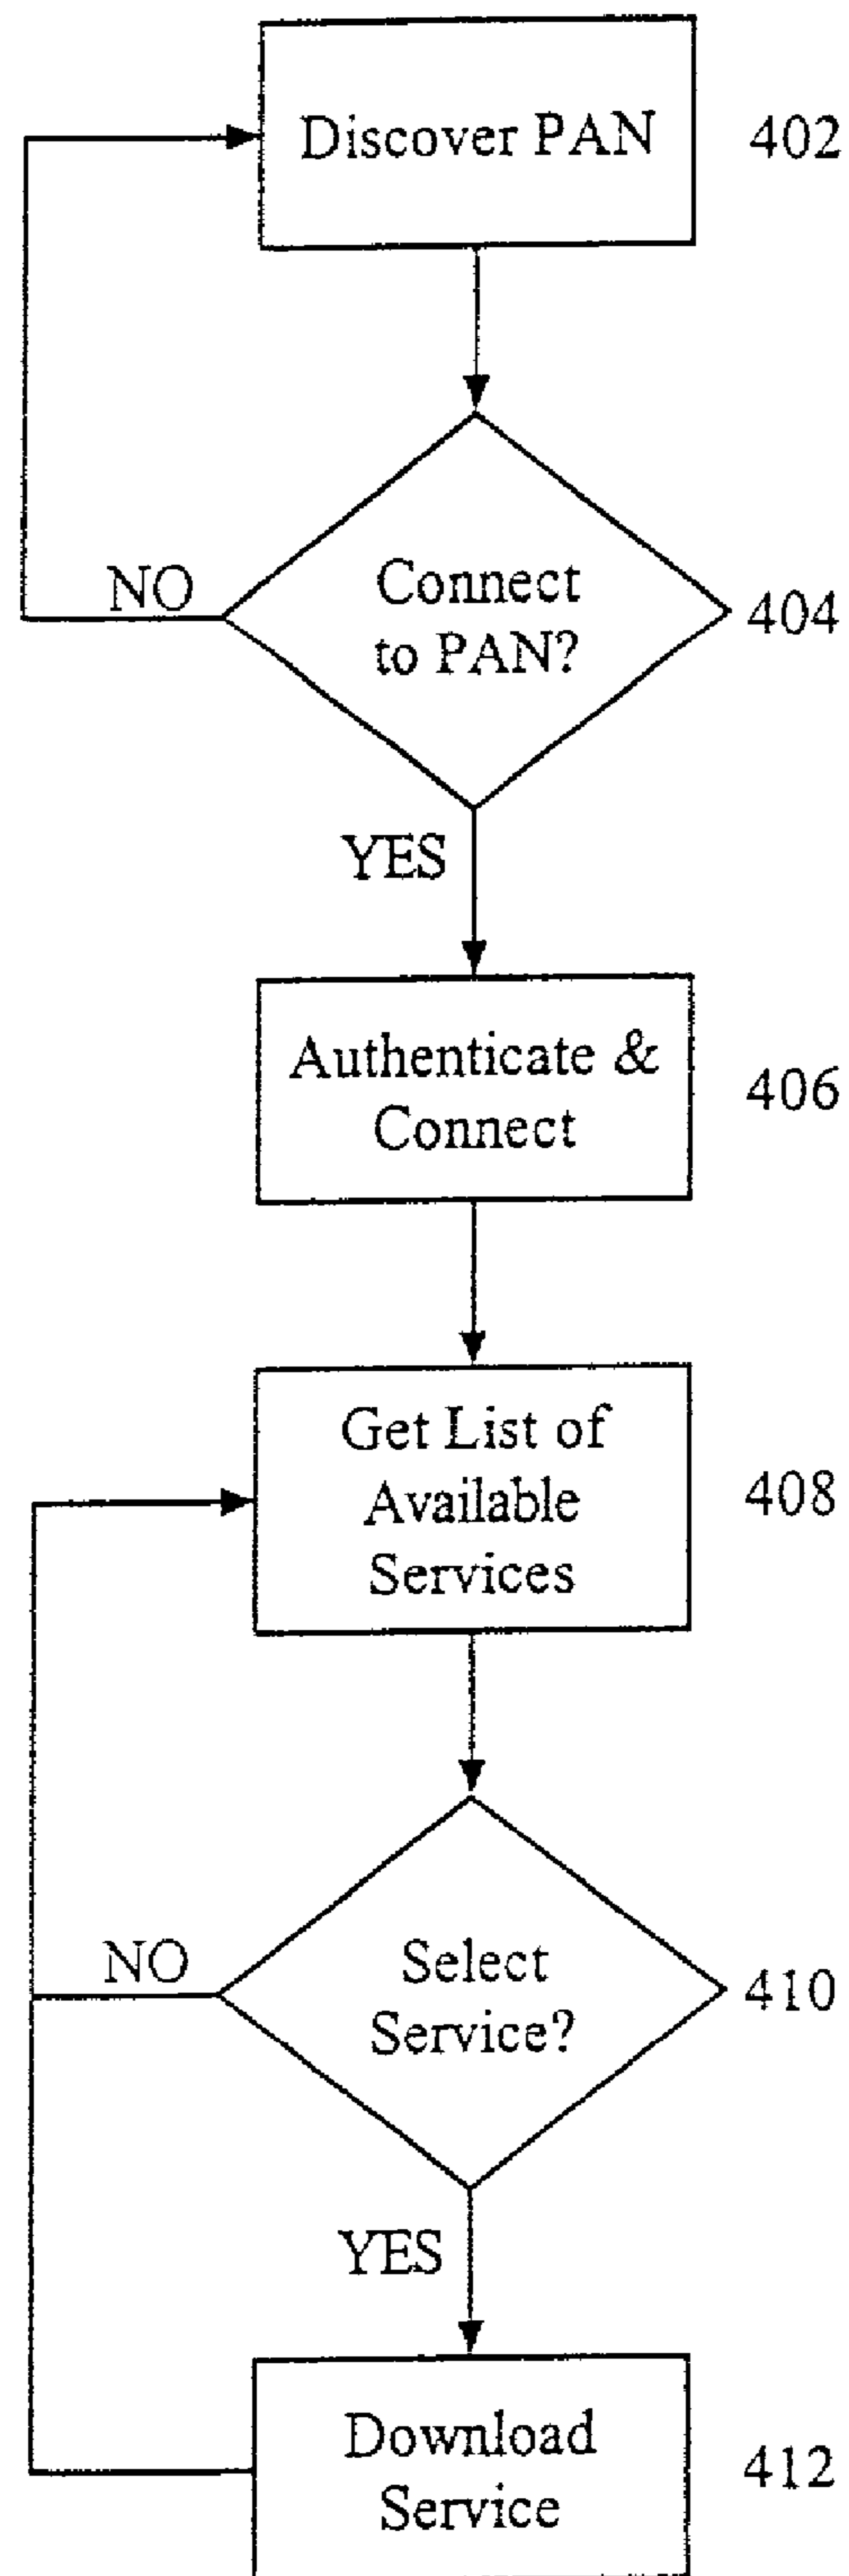 Discover PAN
402
Connect
to PAN?
404
NO
YES
Authenticate &
Connect
406
Get List of
Available
Services
408
Select
Service?
410
NO
YES
Download
Service
412